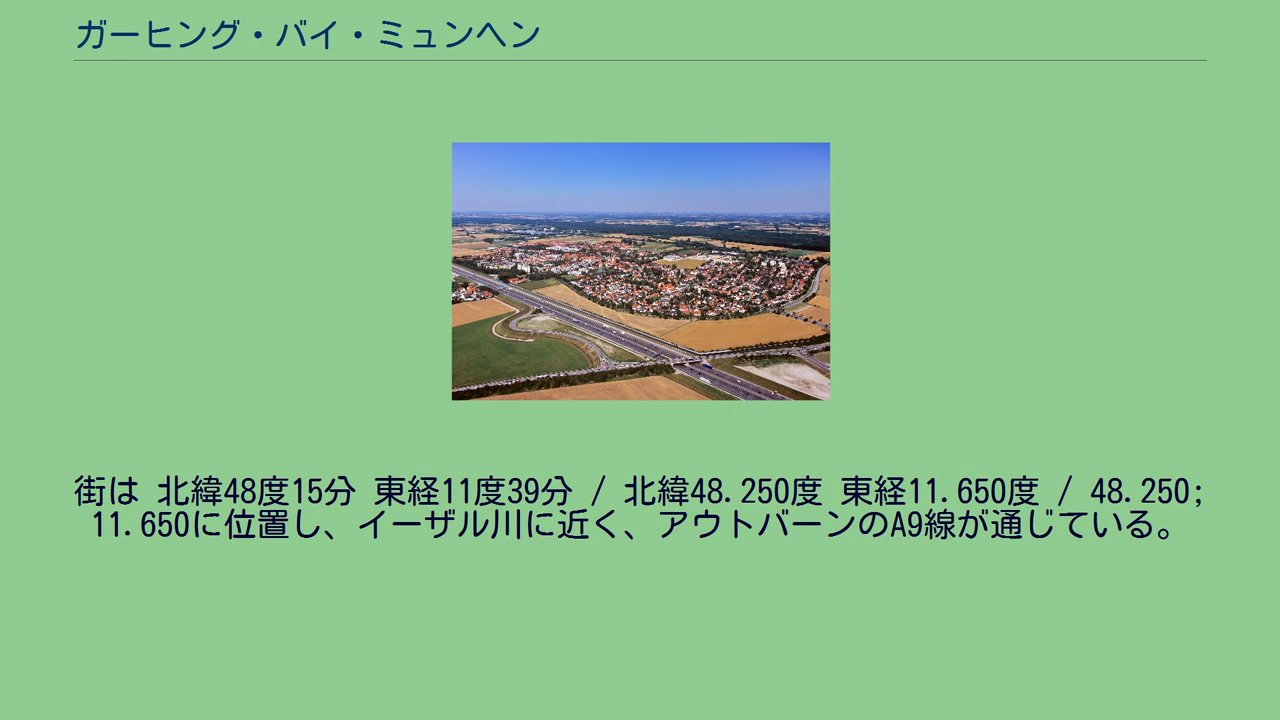 ガーヒング・バイ・ミュンヘン
街は 北緯48度15分 東経11度39分 / 北緯48.250度 東経11.650度 / 48.250;
11.650に位置し、イーザル川に近く、アウトバーンのA9線が通じている。